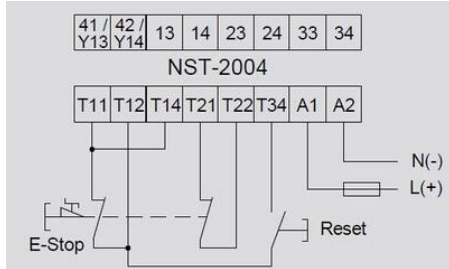 41 / Y13 42 / Y14 13 14 23 24 33 34
NST-2004
T11 T12 T14 T21 T22 T34 A1 A2
N(-)
L(+)
E-Stop
Reset